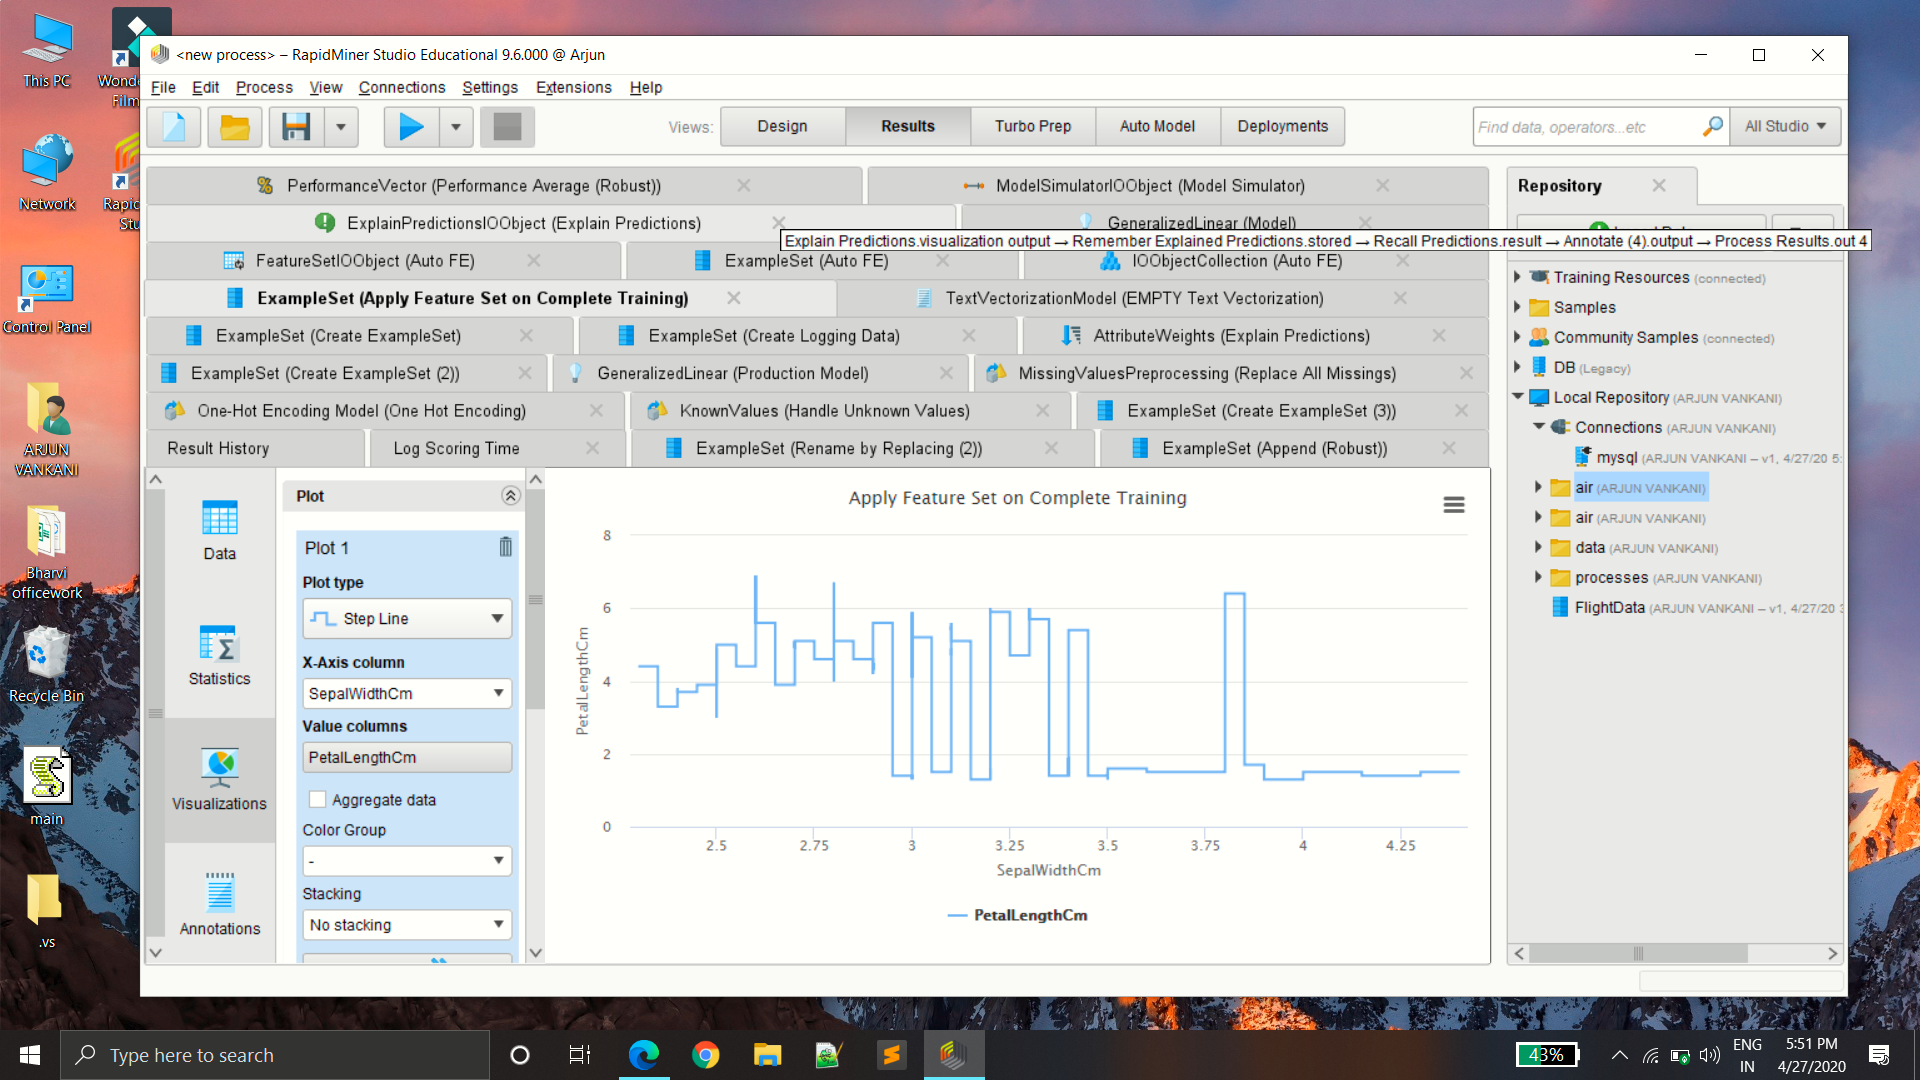 This PC
Wonde
Film
Network
Rapid
Stu
Control Panel
ARJUN
VANKANI
Bharvi
officework
Recycle Bin
main
.vs
<new process> – RapidMiner Studio Educational 9.6.000 @ Arjun
File Edit Process View Connections Settings Extensions Help
Views: Design Results Turbo Prep Auto Model Deployments
Find data, operators...etc All Studio
PerformanceVector (Performance Average (Robust)) ModelSimulatorIOObject (Model Simulator)
ExplainPredictionsIOObject (Explain Predictions) GeneralizedLinear (Model)
Explain Predictions.visualization output → Remember Explained Predictions.stored → Recall Predictions.result → Annotate (4).output → Process Results.out 4
FeatureSetIOObject (Auto FE) ExampleSet (Auto FE) IOObjectCollection (Auto FE)
ExampleSet (Apply Feature Set on Complete Training) TextVectorizationModel (EMPTY Text Vectorization)
ExampleSet (Create ExampleSet) ExampleSet (Create Logging Data) AttributeWeights (Explain Predictions)
ExampleSet (Create ExampleSet (2)) GeneralizedLinear (Production Model) MissingValuesPreprocessing (Replace All Missings)
One-Hot Encoding Model (One Hot Encoding) KnownValues (Handle Unknown Values) ExampleSet (Create ExampleSet (3))
Result History Log Scoring Time ExampleSet (Rename by Replacing (2)) ExampleSet (Append (Robust))
Data
Statistics
Visualizations
Annotations
Plot
Plot 1
Plot type
Step Line
X-Axis column
SepalWidthCm
Value columns
PetalLengthCm
Aggregate data
Color Group
-
Stacking
No stacking
Apply Feature Set on Complete Training
PetalLengthCm
8
6
4
2
0
2.5 2.75 3 3.25 3.5 3.75 4 4.25
SepalWidthCm
PetalLengthCm
Repository
Training Resources (connected)
Samples
Community Samples (connected)
DB (Legacy)
Local Repository (ARJUN VANKANI)
Connections (ARJUN VANKANI)
mysql (ARJUN VANKANI – v1, 4/27/20 5:
air (ARJUN VANKANI)
air (ARJUN VANKANI)
data (ARJUN VANKANI)
processes (ARJUN VANKANI)
FlightData (ARJUN VANKANI – v1, 4/27/20 3
Type here to search
43%
ENG
IN
5:51 PM
4/27/2020